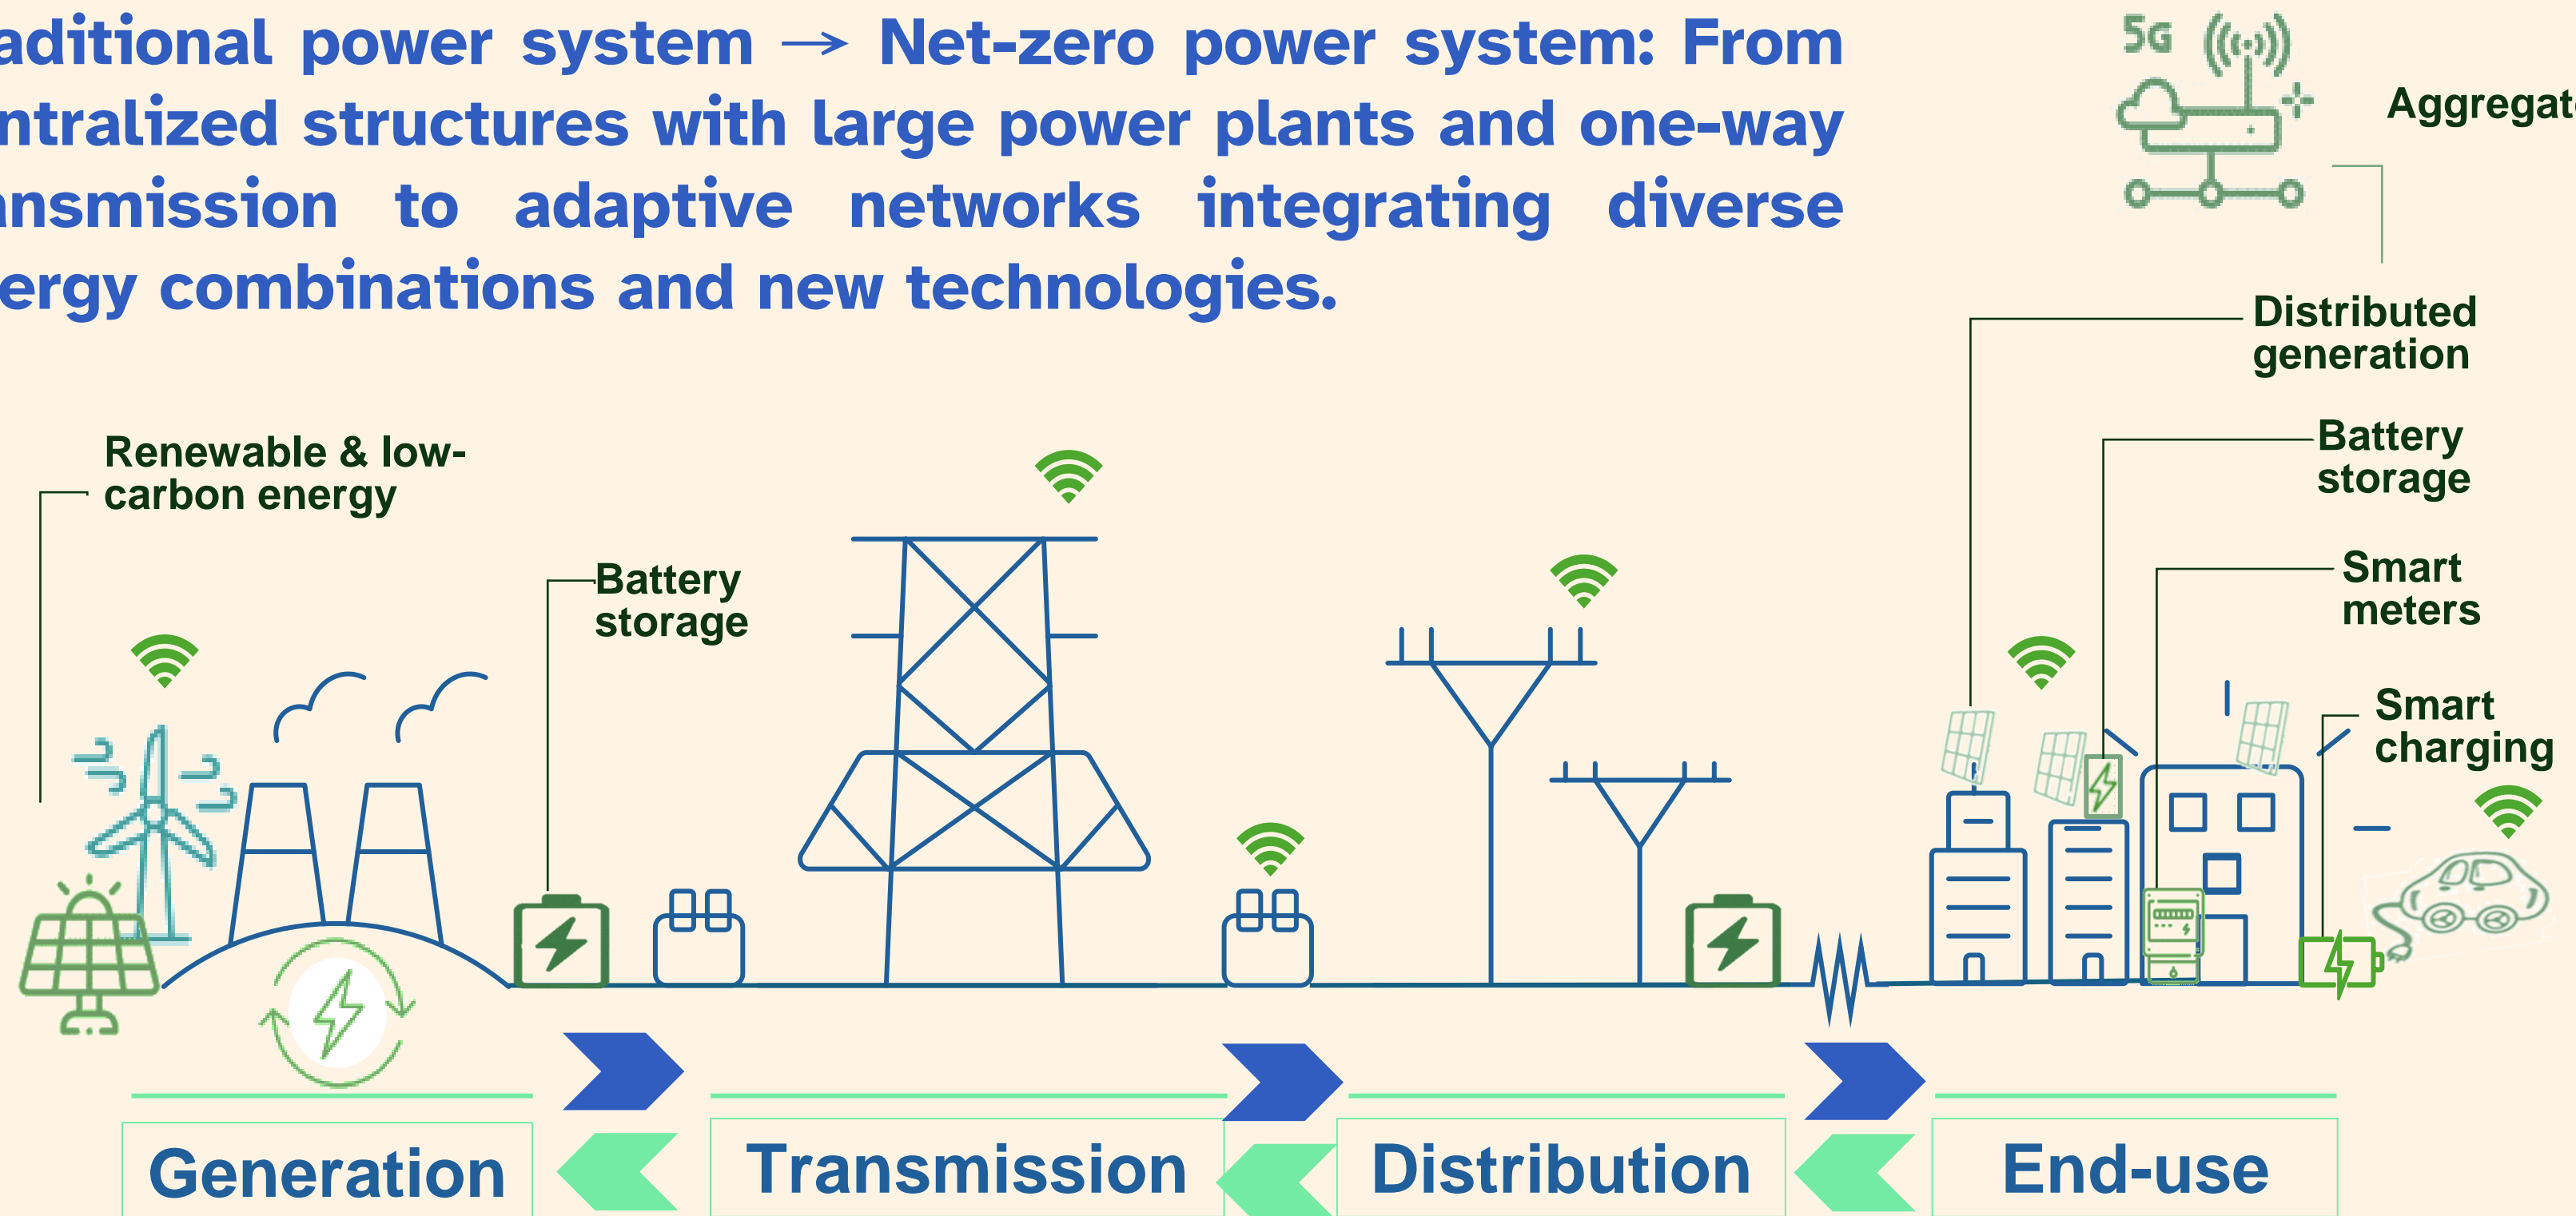 aditional power system → Net-zero power system: From
ntralized structures with large power plants and one-way
ansmission to adaptive networks integrating diverse
ergy combinations and new technologies.
5G
Aggregat
Distributed
generation
Battery
storage
Smart
meters
Smart
charging
Renewable & low-
carbon energy
Battery
storage
Generation
Transmission
Distribution
End-use